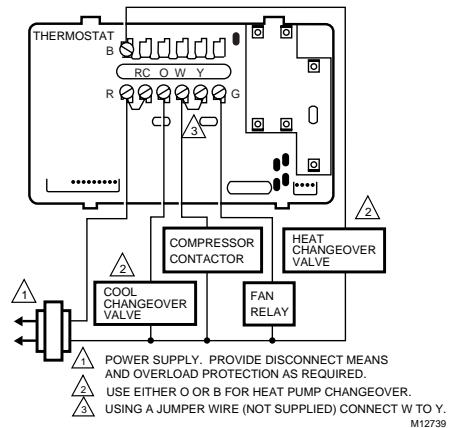 THERMOSTAT
B
RC O W Y
R
G
3
2
COMPRESSOR
CONTACTOR
HEAT
CHANGEOVER
VALVE
2
1
COOL
CHANGEOVER
VALVE
FAN
RELAY
1 POWER SUPPLY. PROVIDE DISCONNECT MEANS
AND OVERLOAD PROTECTION AS REQUIRED.
2 USE EITHER O OR B FOR HEAT PUMP CHANGEOVER.
3 USING A JUMPER WIRE (NOT SUPPLIED) CONNECT W TO Y.
M12739